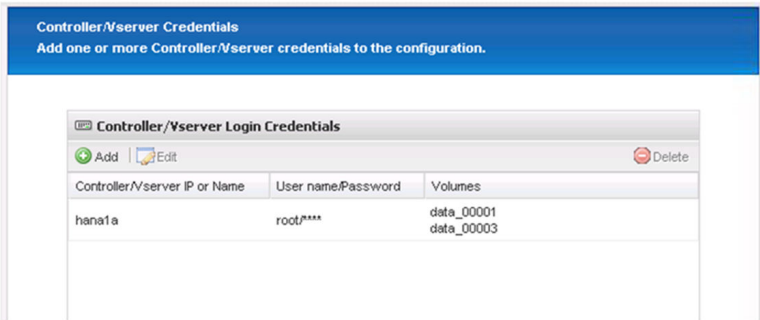 Controller/Vserver Credentials
Add one or more Controller/Vserver credentials to the configuration.
Controller/Vserver Login Credentials
Add Edit Delete
Controller/Vserver IP or Name User name/Password Volumes
hana1a root/**** data_00001
data_00003